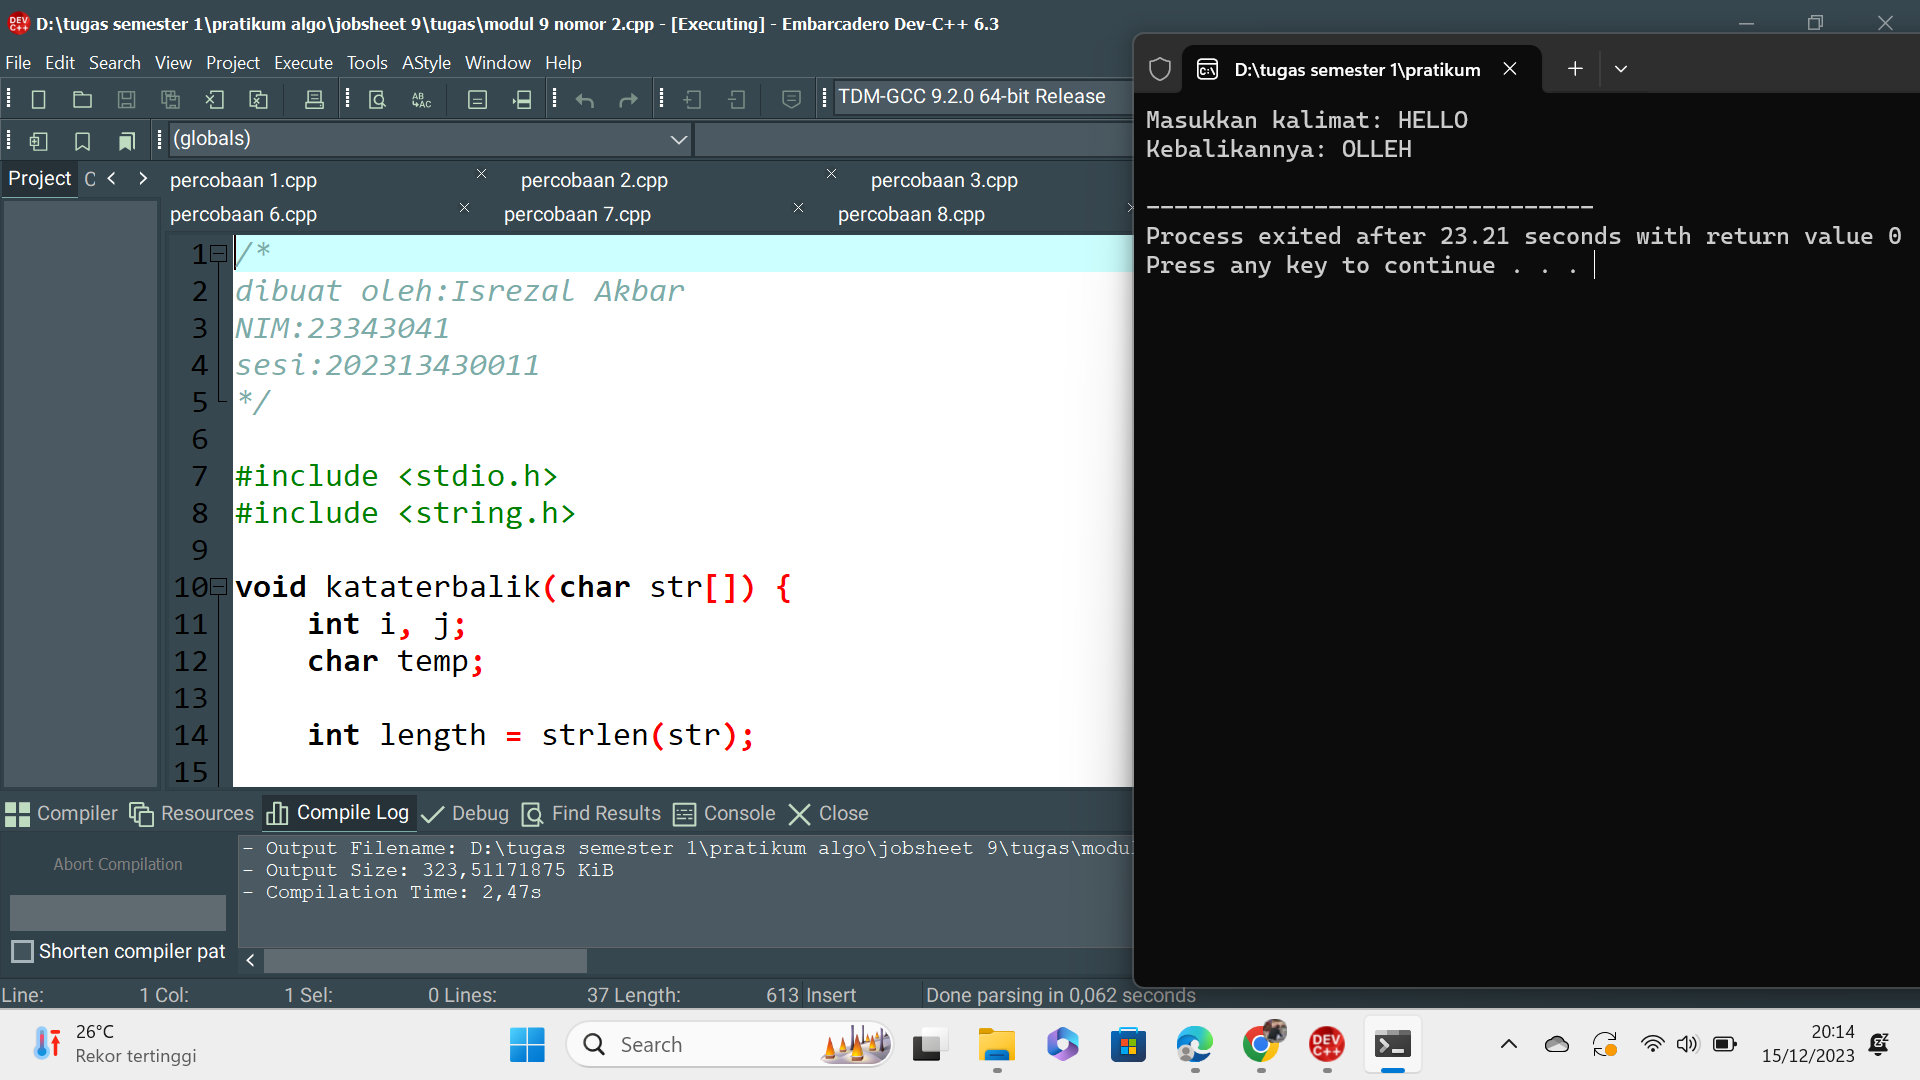 D:\tugas semester 1\pratikum algo\jobsheet 9\tugas\modul 9 nomor 2.cpp - [Executing] - Embarcadero Dev-C++ 6.3
File Edit Search View Project Execute Tools AStyle Window Help
TDM-GCC 9.2.0 64-bit Release
(globals)
Project
percobaan 1.cpp percobaan 2.cpp percobaan 3.cpp
percobaan 6.cpp percobaan 7.cpp percobaan 8.cpp
1 /*
2 dibuat oleh:Isrezal Akbar
3 NIM:23343041
4 sesi:202313430011
5 */
6
7 #include <stdio.h>
8 #include <string.h>
9
10 void kataterbalik(char str[]) {
11 int i, j;
12 char temp;
13
14 int length = strlen(str);
15
Compiler Resources Compile Log Debug Find Results Console Close
Abort Compilation
Shorten compiler pat
- Output Filename: D:\tugas semester 1\pratikum algo\jobsheet 9\tugas\modul
- Output Size: 323,51171875 KiB
- Compilation Time: 2,47s
Line: 1 Col: 1 Sel: 0 Lines: 37 Length: 613 Insert Done parsing in 0,062 seconds
D:\tugas semester 1\pratikum
Masukkan kalimat: HELLO
Kebalikannya: OLLEH
--------------------------------
Process exited after 23.21 seconds with return value 0
Press any key to continue . . .
26°C
Rekor tertinggi
Search
DEV C++
20:14
15/12/2023